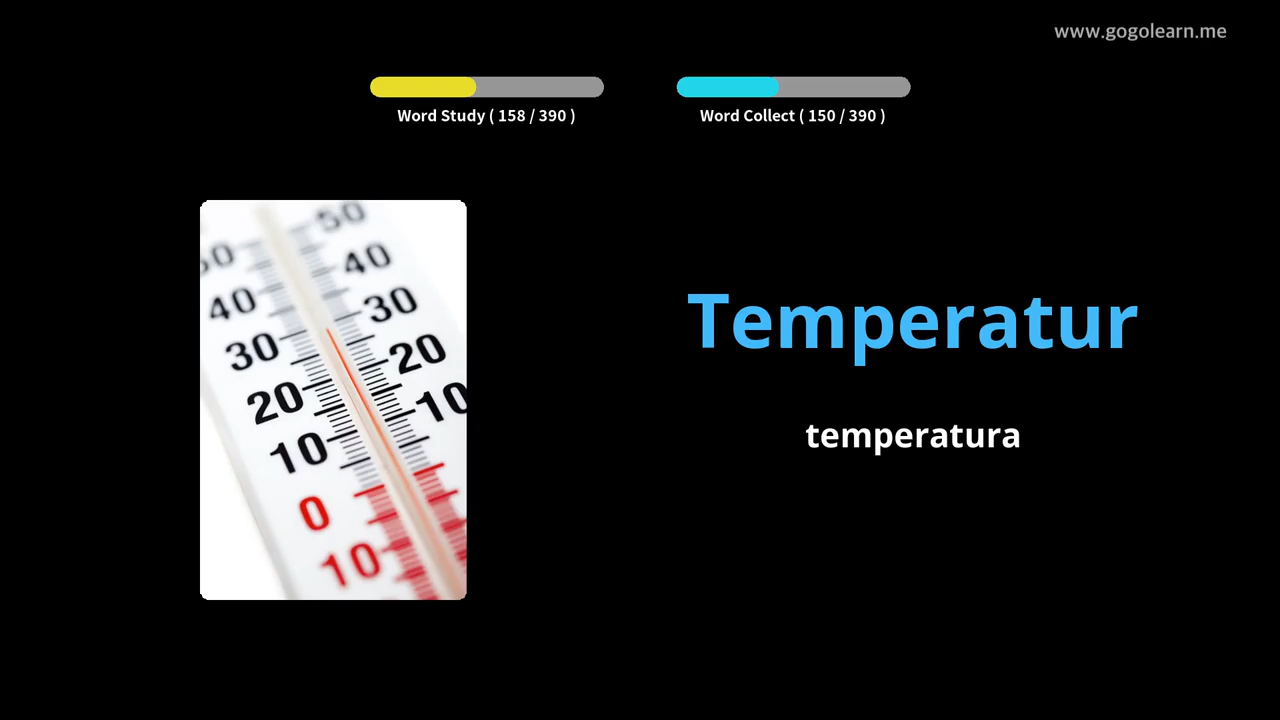 www.gogolearn.me
Word Study ( 158 / 390 )
Word Collect ( 150 / 390 )
50
40
40
30
30
20
20
10
10
0
10
Temperatur
temperatura